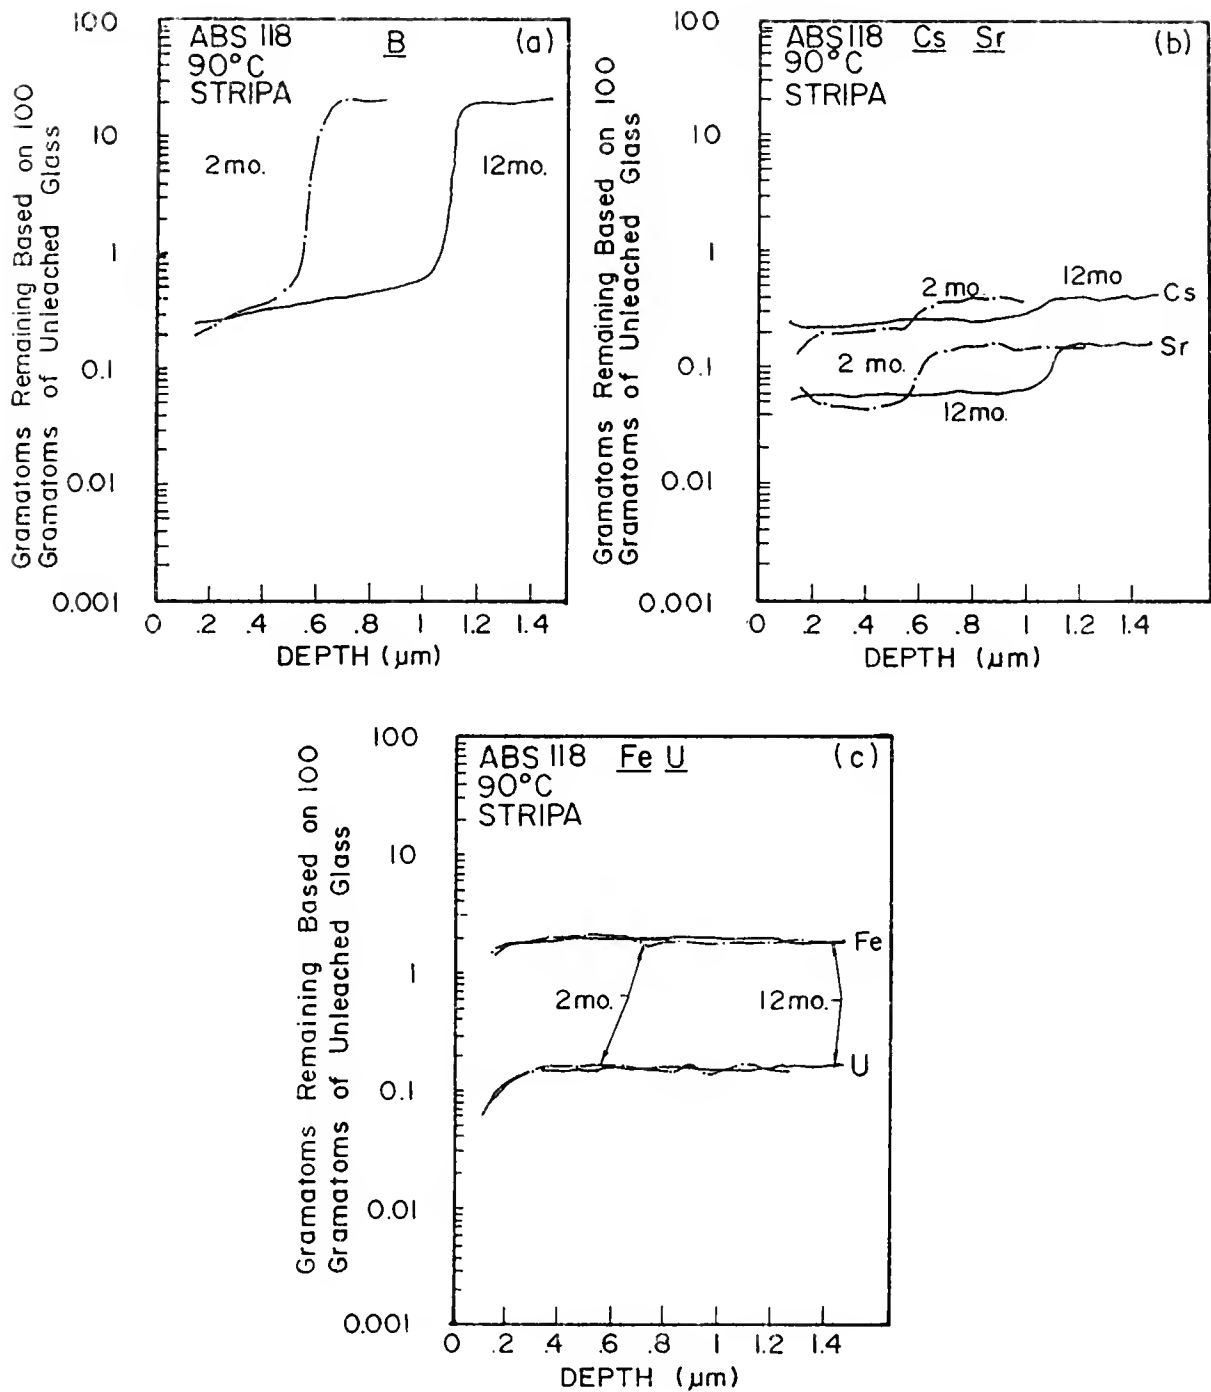 Gramatoms Remaining Based on 100
Gramatoms of Unleached Glass
100
10
1
0.1
0.01
0.001
ABS 118 B (a)
90°C
STRIPA
2mo. 12mo.
0 .2 .4 .6 .8 1 1.2 1.4
DEPTH (μm)
Gramatoms Remaining Based on 100
Gramatoms of Unleached Glass
100
10
1
0.1
0.01
0.001
ABS 118 Cs Sr (b)
90°C
STRIPA
12mo
2 mo. Cs
Sr
2 mo.
12mo.
0 .2 .4 .6 .8 1 1.2 1.4
DEPTH (μm)
Gramatoms Remaining Based on 100
Gramatoms of Unleached Glass
100
10
1
0.1
0.01
0.001
ABS 118 Fe U (c)
90°C
STRIPA
Fe
2mo. 12mo.
U
0 .2 .4 .6 .8 1 1.2 1.4
DEPTH (μm)